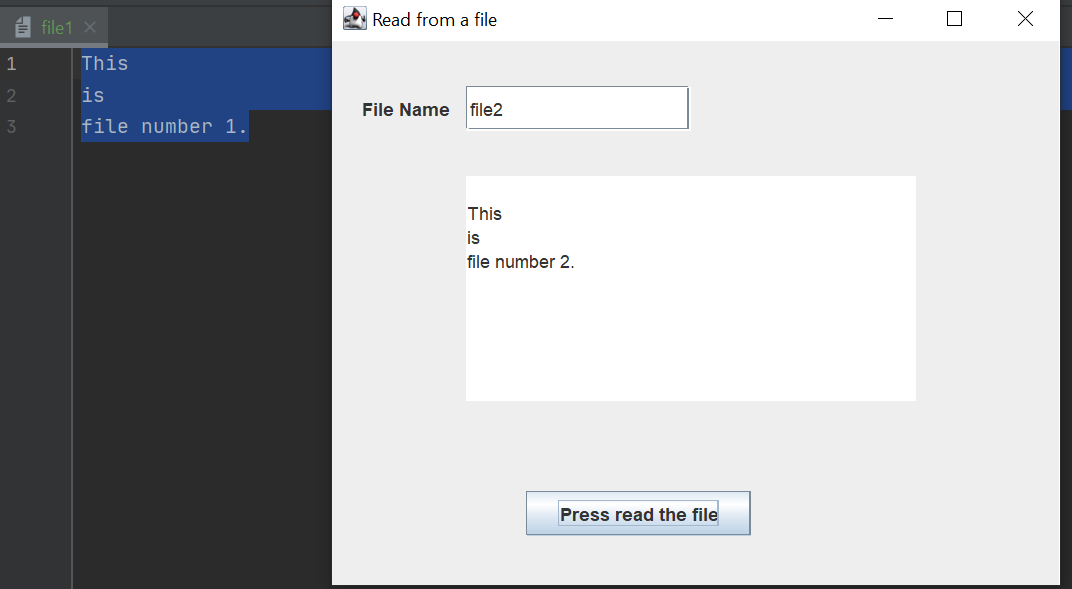 file1
1 This
2 is
3 file number 1.
Read from a file
File Name file2
This
is
file number 2.
Press read the file